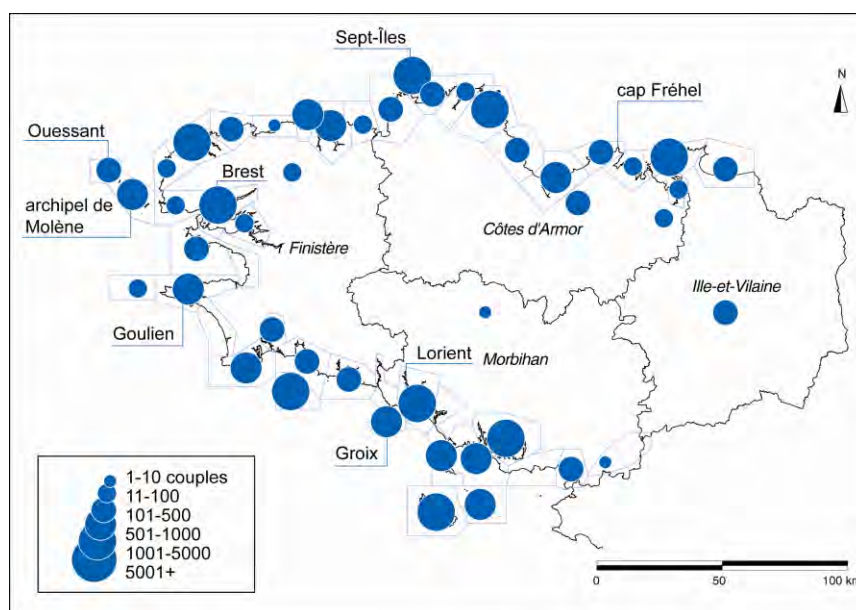 Sept-Îles
cap Fréhel
N
Ouessant
Brest
archipel de
Molène
Finistère
Côtes d'Armor
Ille-et-Vilaine
Goulien
Lorient
Morbihan
Groix
1-10 couples
11-100
101-500
501-1000
1001-5000
5001+
0 50 100 km